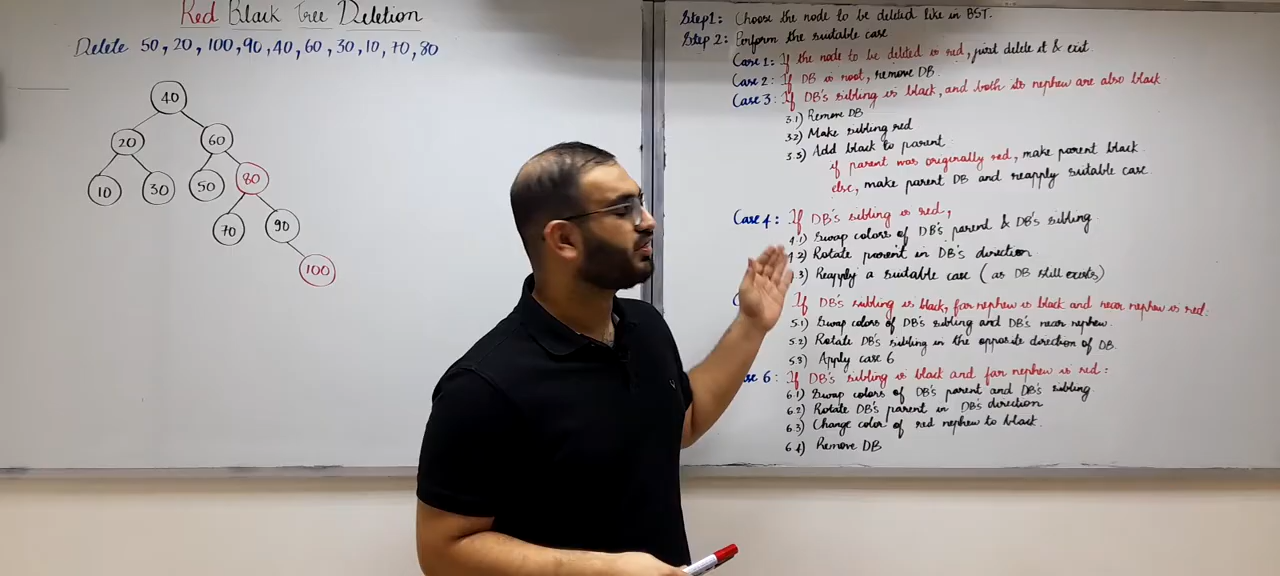 Red Black Tree Deletion
Delete 50, 20, 100, 90, 40, 60, 30, 10, 70, 80
40
20 60
10 30 50 80
70 90
100
Step1: Choose the node to be deleted like in BST.
Step 2: Perform the suitable case
Case 1: If the node to be deleted is red, just delete it & exit.
Case 2: If DB is root, remove DB.
Case 3: If DB's sibling is black, and both its nephew are also black
3.1) Remove DB
3.2) Make sibling red
3.3) Add black to parent
if parent was originally red, make parent black
else, make parent DB and reapply suitable case.
Case 4: If DB's sibling is red,
4.1) Swap colors of DB's parent & DB's sibling
4.2) Rotate parent in DB's direction
3) Reapply a suitable case (as DB still exists)
If DB's sibling is black, far nephew is black and near nephew is red:
5.1) Swap colors of DB's sibling and DB's near nephew.
5.2) Rotate DB's sibling in the opposite direction of DB.
5.3) Apply case 6
se 6: If DB's sibling is black and far nephew is red:
6.1) Swap colors of DB's parent and DB's sibling
6.2) Rotate DB's parent in DB's direction
6.3) Change color of red nephew to black.
6.4) Remove DB